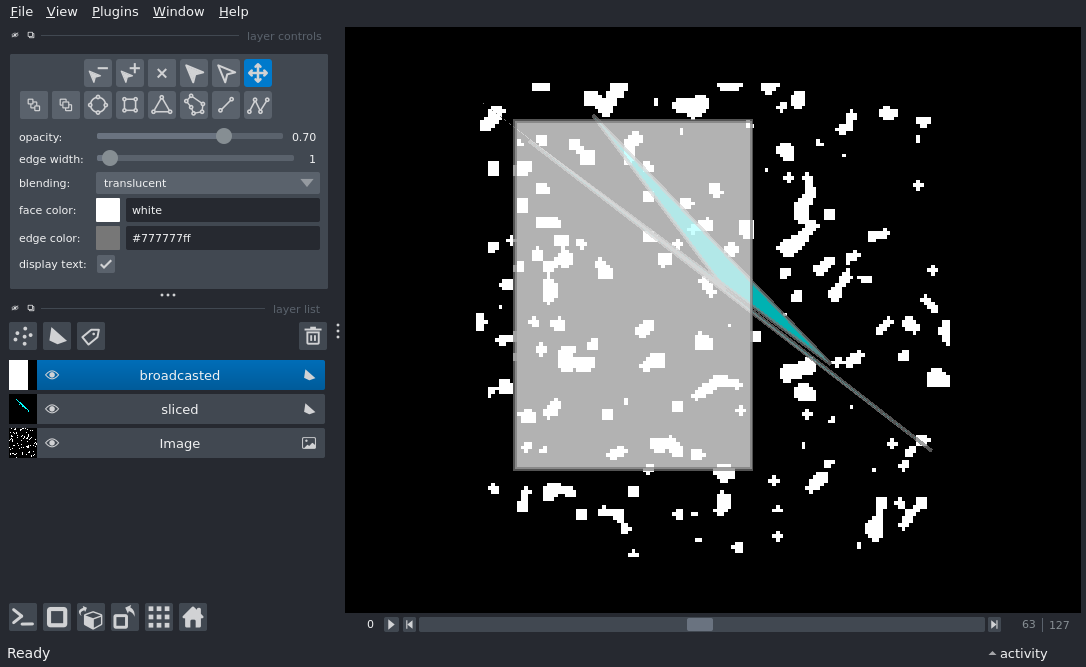 File View Plugins Window Help
layer controls
opacity: 0.70
edge width: 1
blending: translucent
face color: white
edge color: #777777ff
display text:
layer list
broadcasted
sliced
Image
0 63 127
Ready activity